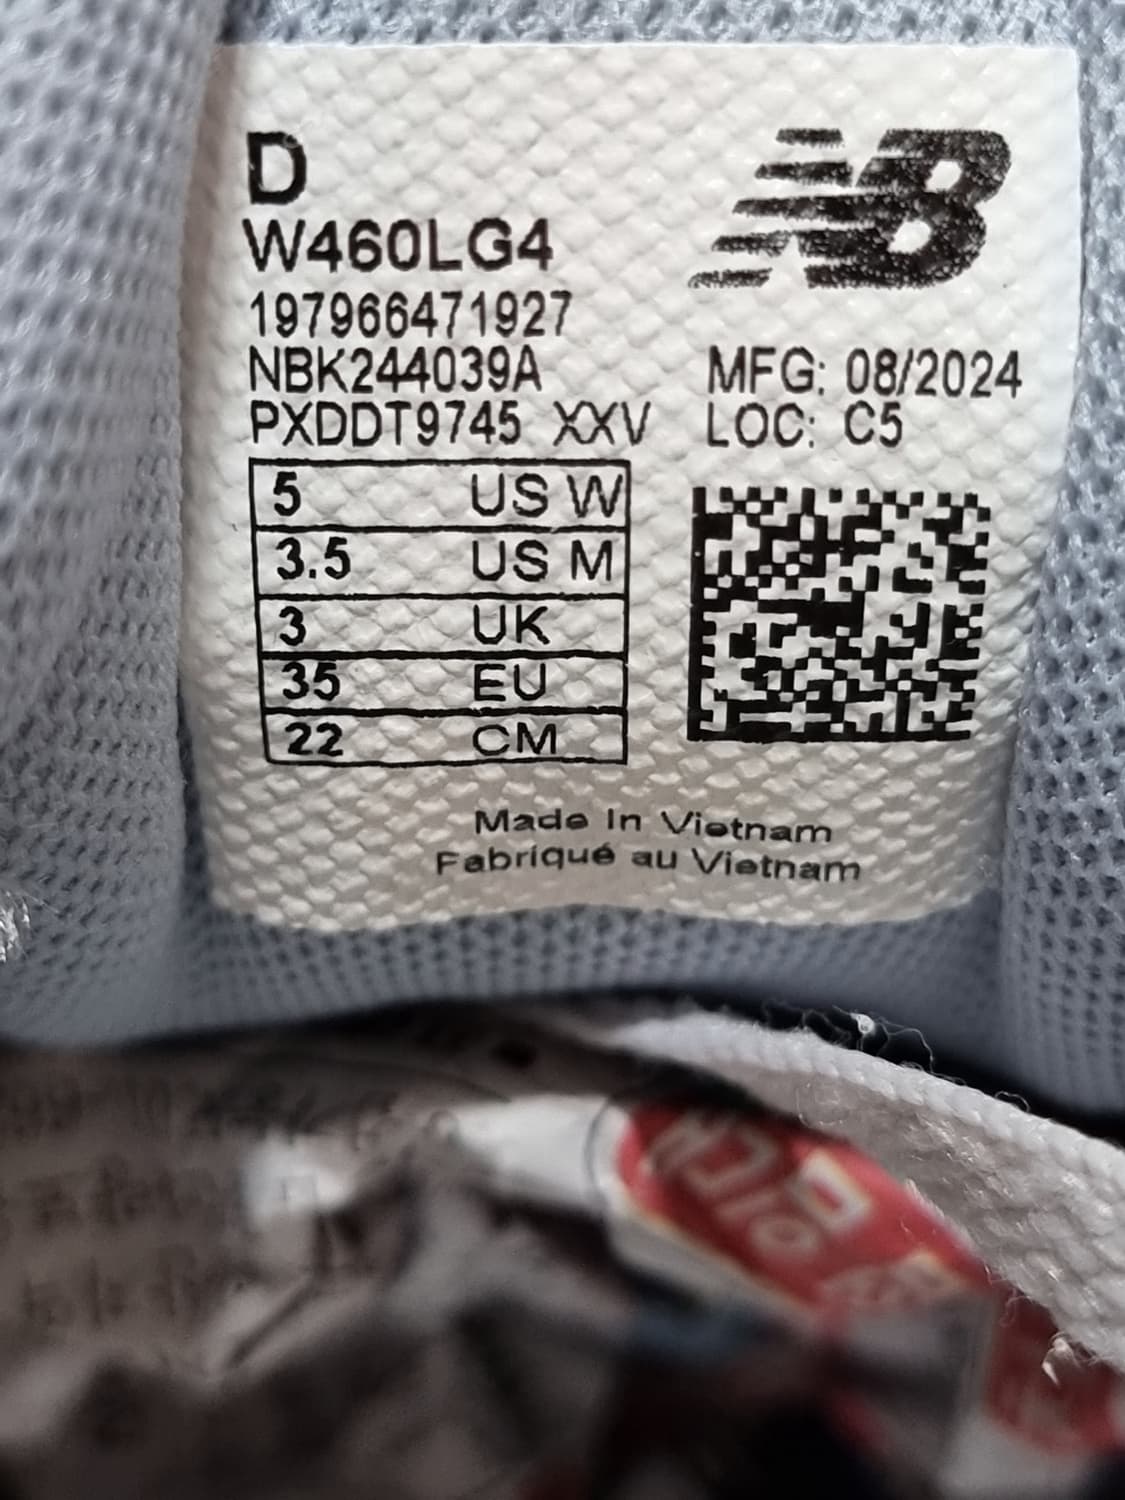 D
NB
W460LG4
197966471927
NBK244039A
MFG: 08/2024
PXDDT9745 XXV
LOC: C5
5 US W
3.5 US M
3 UK
35 EU
22 CM
Made In Vietnam
Fabriqué au Vietnam